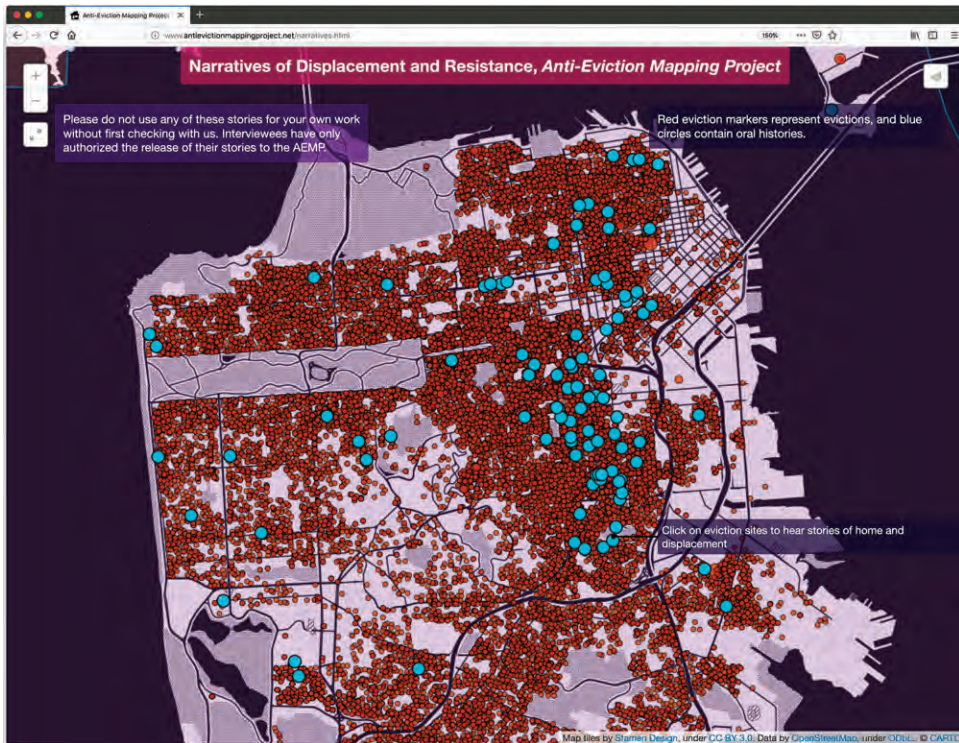 Anti-Eviction Mapping Project
www.antievictionmappingproject.net/narratives.html
150%
Narratives of Displacement and Resistance, Anti-Eviction Mapping Project
Please do not use any of these stories for your own work
without first checking with us. Interviewees have only
authorized the release of their stories to the AEMP.
Red eviction markers represent evictions, and blue
circles contain oral histories.
Click on eviction sites to hear stories of home and
displacement
Map tiles by Stamen Design, under CC BY 3.0. Data by OpenStreetMap, under ODbL. © CARTO